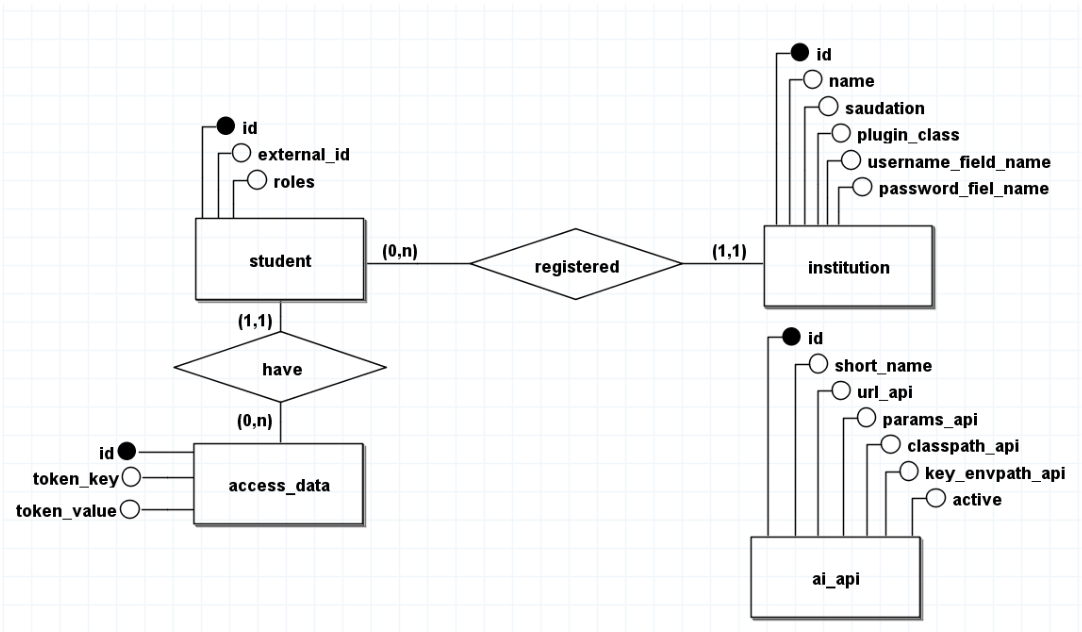 id
name
saudation
plugin_class
username_field_name
password_fiel_name
id
external_id
roles
student
(0,n)
registered
(1,1)
institution
(1,1)
have
(0,n)
id
token_key
token_value
access_data
id
short_name
url_api
params_api
classpath_api
key_envpath_api
active
ai_api